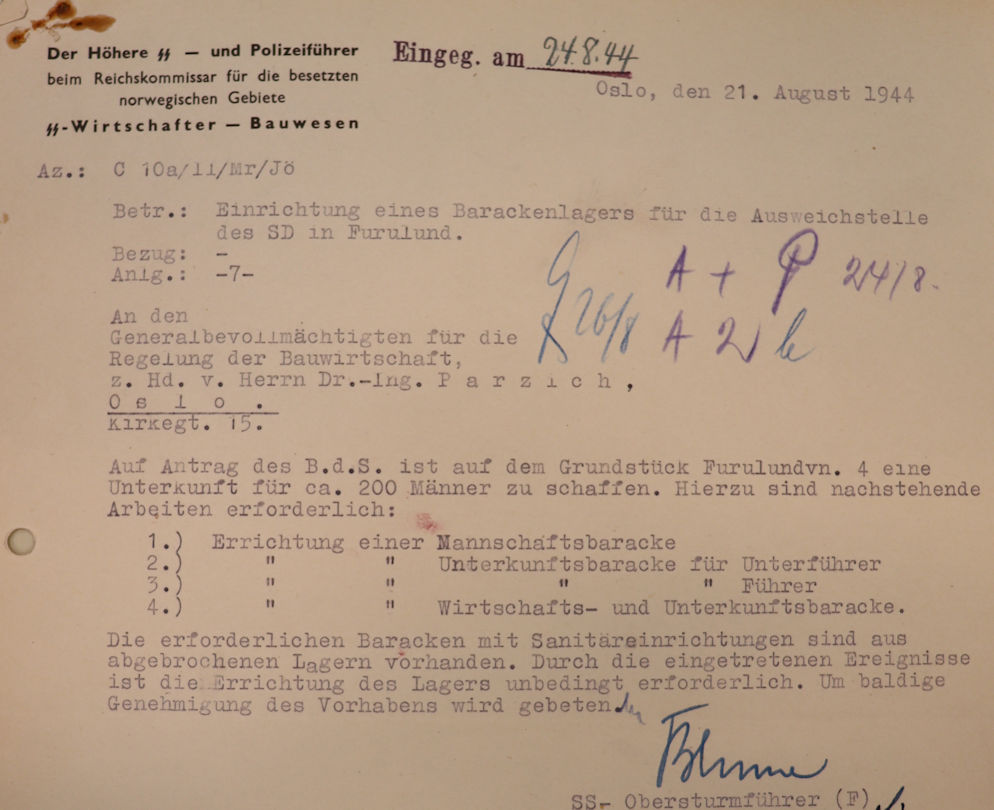 Der Höhere ᛋᛋ — und Polizeiführer
beim Reichskommissar für die besetzten
norwegischen Gebiete
ᛋᛋ-Wirtschafter — Bauwesen
Eingeg. am 24.8.44
Oslo, den 21. August 1944
Az.: C 10a/11/Mr/Jö
Betr.: Einrichtung eines Barackenlagers für die Ausweichstelle
des SD in Furulund.
Bezug: -
Anlg.: -7-
A + P 24/8.
26/8 A W
An den
Generalbevollmächtigten für die
Regelung der Bauwirtschaft,
z. Hd. v. Herrn Dr.-Ing. P a r z i c h ,
O s l o .
Kirkegt. 15.
Auf Antrag des B.d.S. ist auf dem Grundstück Furulundvn. 4 eine
Unterkunft für ca. 200 Männer zu schaffen. Hierzu sind nachstehende
Arbeiten erforderlich:
1.) Errichtung einer Mannschaftsbaracke
2.) " " Unterkunftsbaracke für Unterführer
3.) " " " " Führer
4.) " " Wirtschafts- und Unterkunftsbaracke.
Die erforderlichen Baracken mit Sanitäreinrichtungen sind aus
abgebrochenen Lagern vorhanden. Durch die eingetretenen Ereignisse
ist die Errichtung des Lagers unbedingt erforderlich. Um baldige
Genehmigung des Vorhabens wird gebeten.
Blume
SS- Obersturmführer (F)